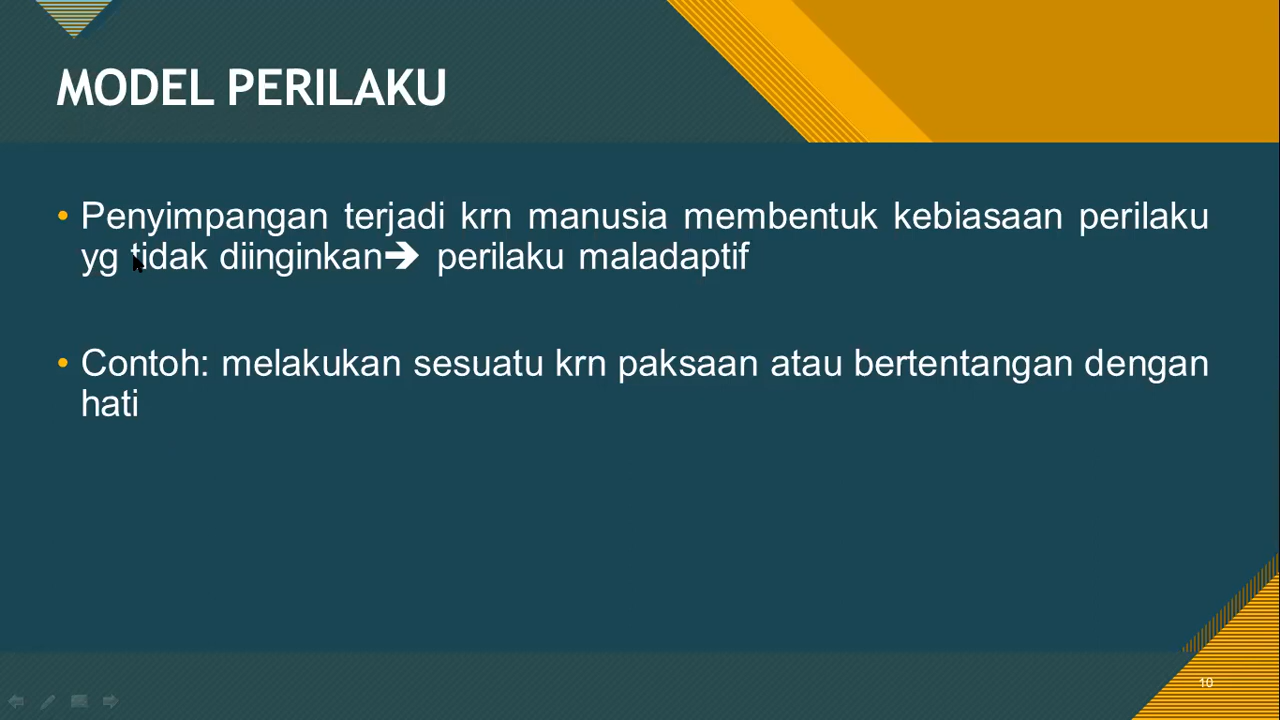 MODEL PERILAKU
• Penyimpangan terjadi krn manusia membentuk kebiasaan perilaku
yg tidak diinginkan➔ perilaku maladaptif
• Contoh: melakukan sesuatu krn paksaan atau bertentangan dengan
hati
10